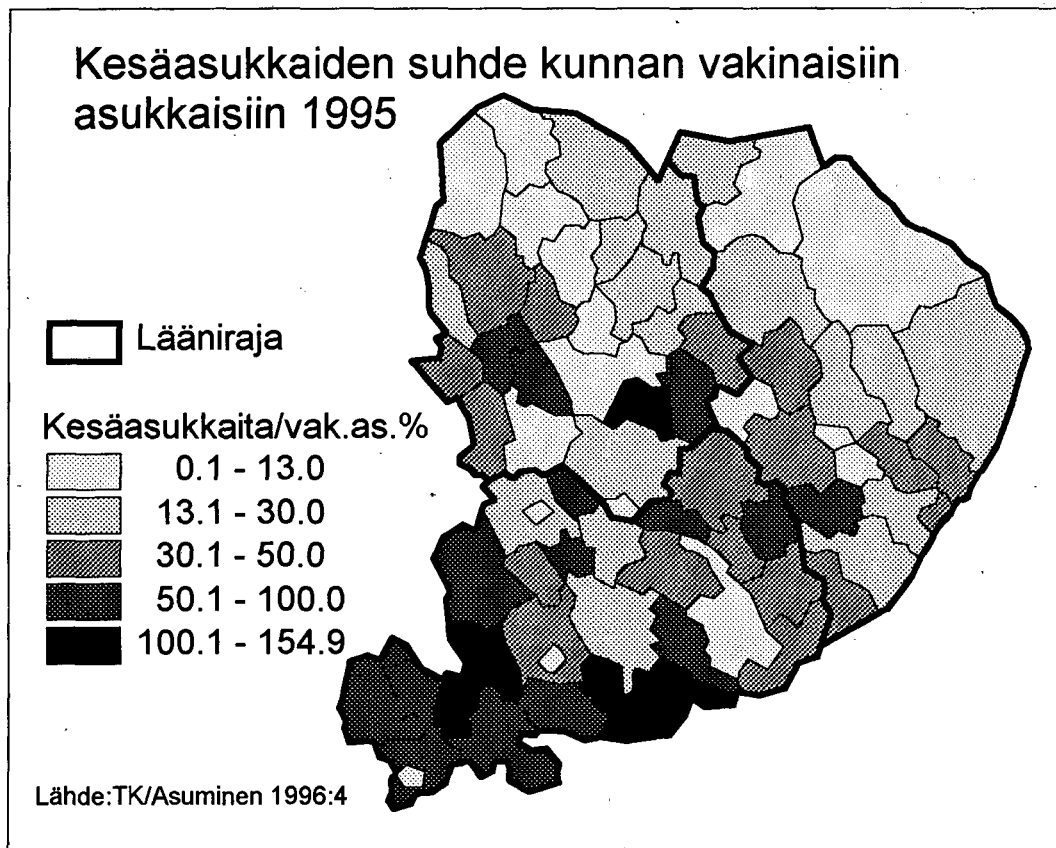 Kesäasukkaiden suhde kunnan vakinaisiin
asukkaisiin 1995
Lääniraja
Kesäasukkaita/vak.as.%
0.1 - 13.0
13.1 - 30.0
30.1 - 50.0
50.1 - 100.0
100.1 - 154.9
Lähde:TK/Asuminen 1996:4